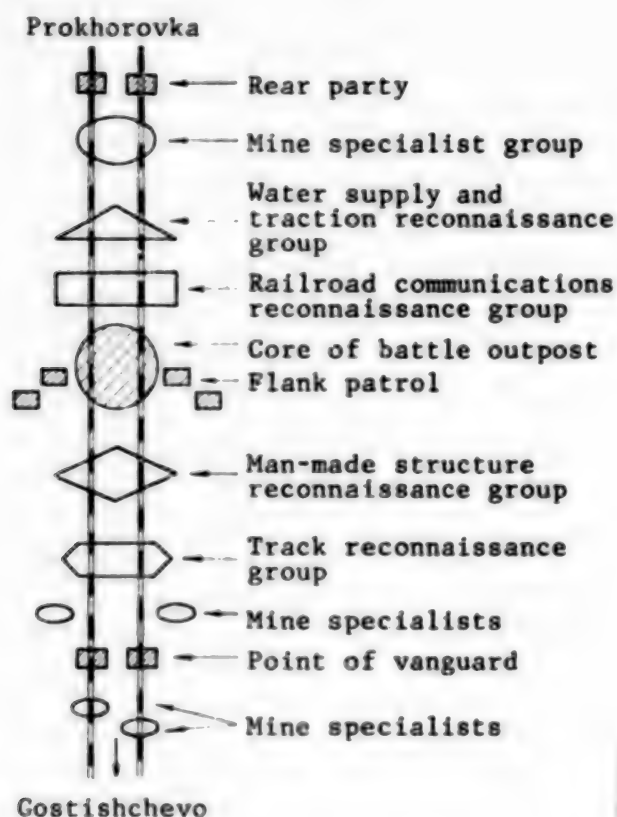 Prokhorovka
Rear party
Mine specialist group
Water supply and
traction reconnaissance
group
Railroad communications
reconnaissance group
Core of battle outpost
Flank patrol
Man-made structure
reconnaissance group
Track reconnaissance
group
Mine specialists
Point of vanguard
Mine specialists
Gostishchevo